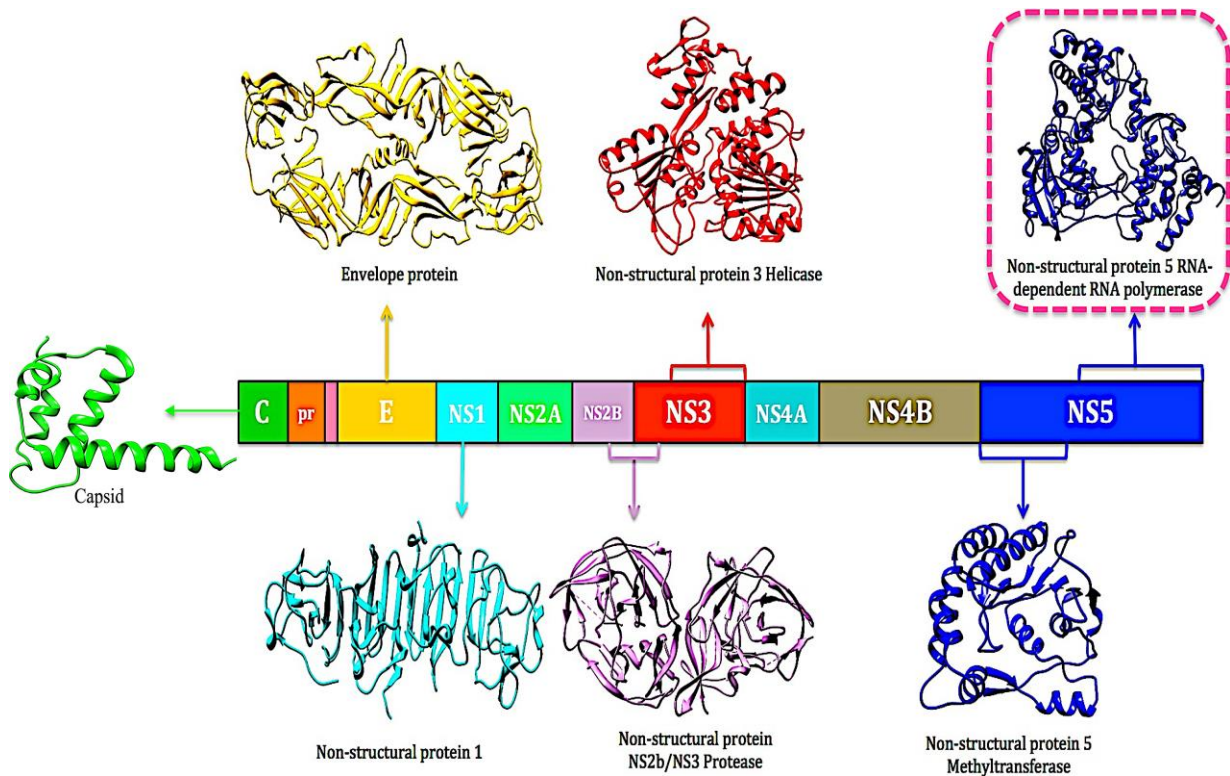 Envelope protein
Non-structural protein 3 Helicase
Non-structural protein 5 RNA-
dependent RNA polymerase
C
pr
E
NS1
NS2A
NS2B
NS3
NS4A
NS4B
NS5
Capsid
Non-structural protein 1
Non-structural protein
NS2b/NS3 Protease
Non-structural protein 5
Methyltransferase